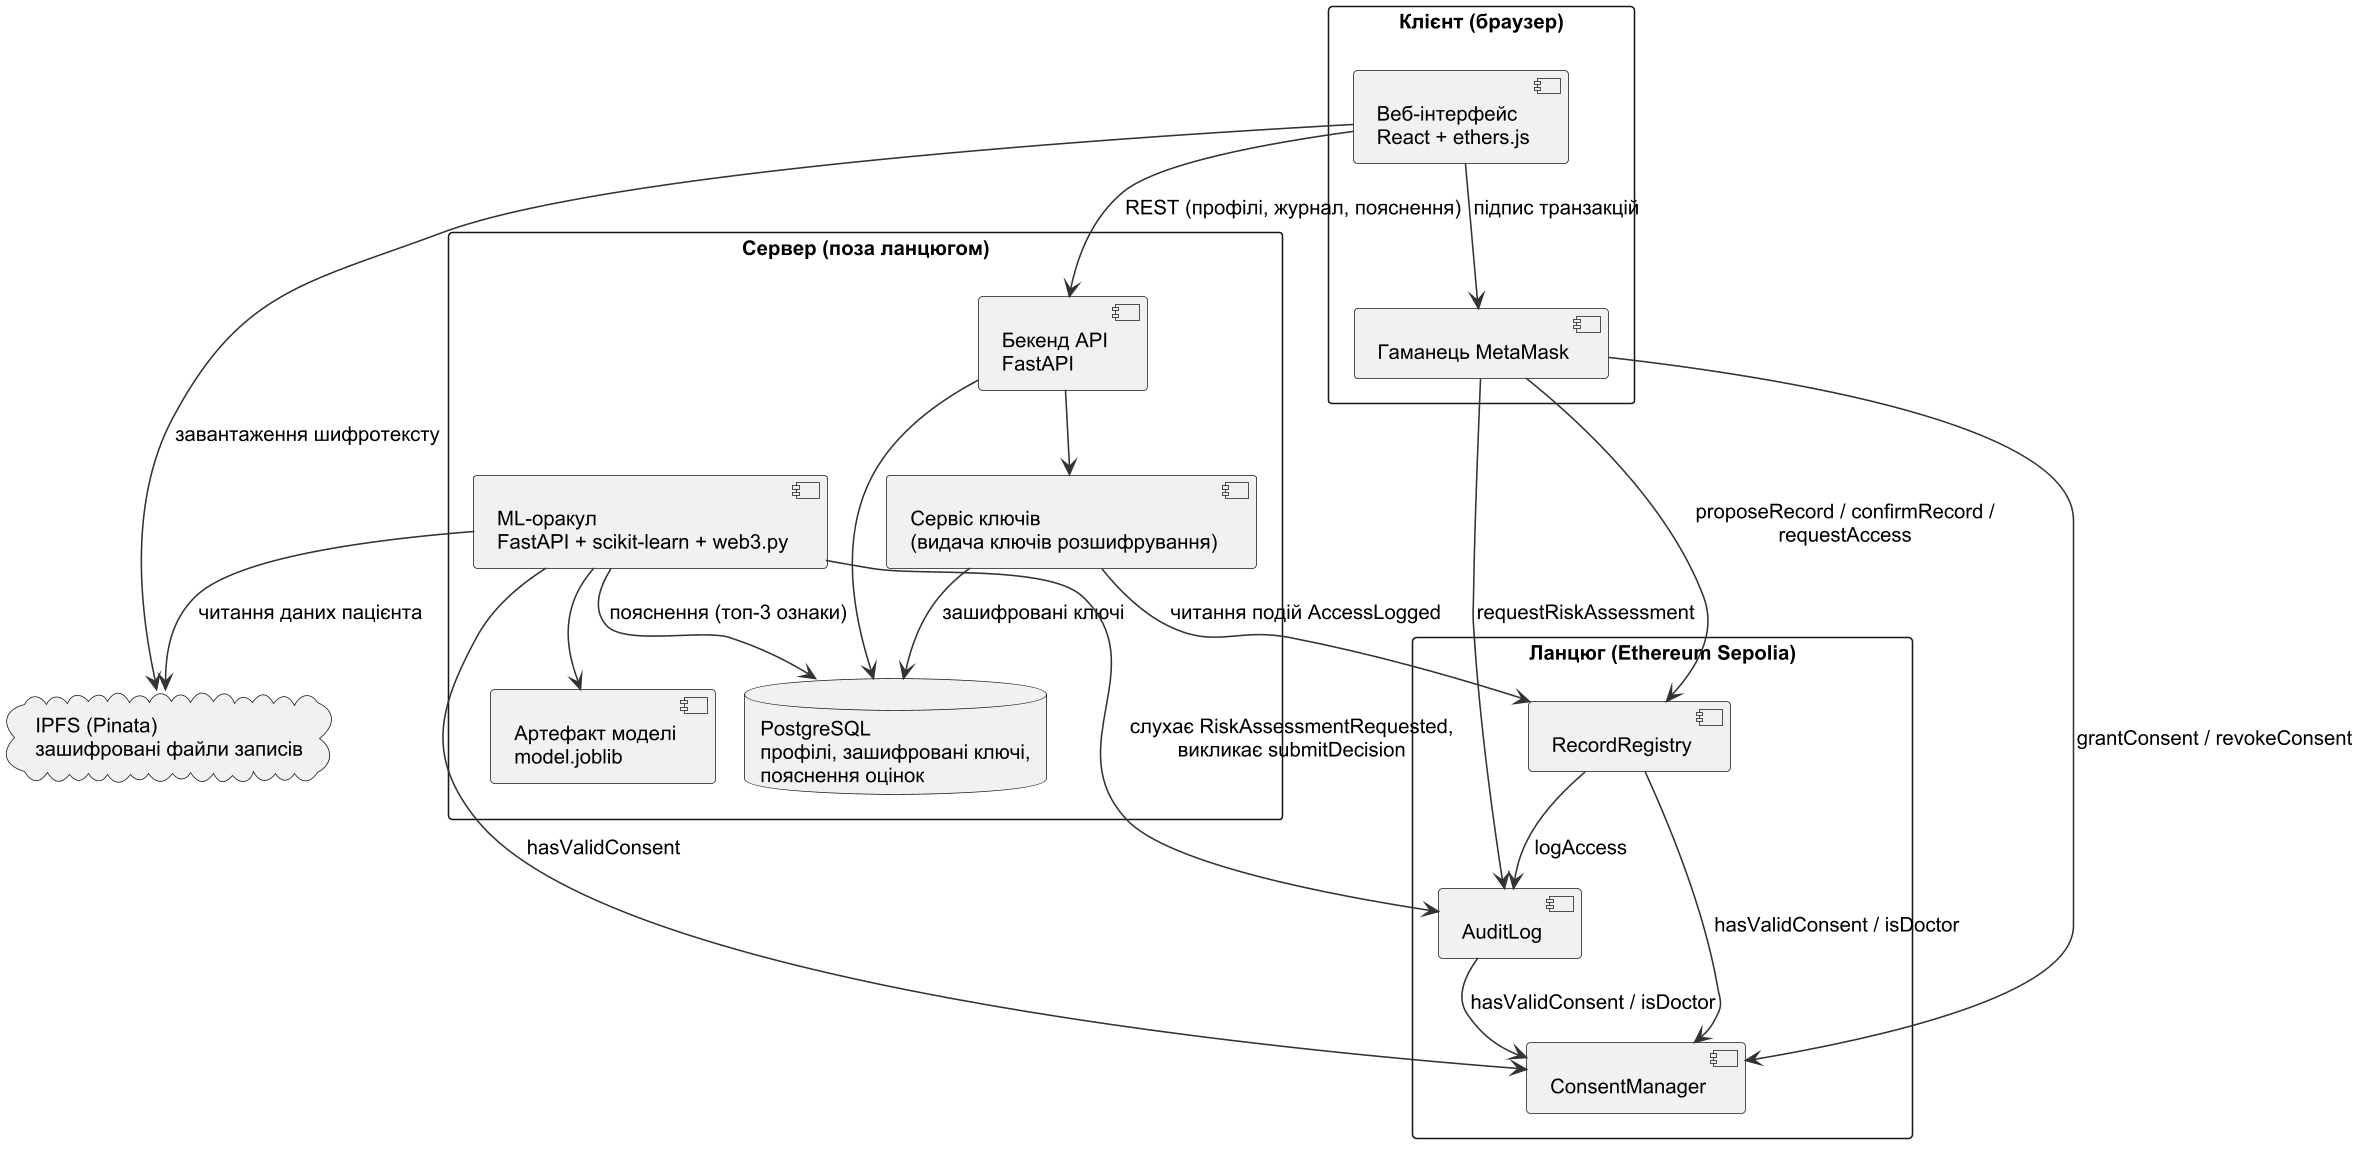 Клієнт (браузер)
Веб-інтерфейс
React + ethers.js
REST (профілі, журнал, пояснення)
підпис транзакцій
Сервер (поза ланцюгом)
Бекенд API
FastAPI
Гаманець MetaMask
завантаження шифротексту
ML-оракул
FastAPI + scikit-learn + web3.py
Сервіс ключів
(видача ключів розшифрування)
proposeRecord / confirmRecord /
requestAccess
читання даних пацієнта
пояснення (топ-3 ознаки)
зашифровані ключі
читання подій AccessLogged
requestRiskAssessment
Ланцюг (Ethereum Sepolia)
IPFS (Pinata)
зашифровані файли записів
Артефакт моделі
model.joblib
PostgreSQL
профілі, зашифровані ключі,
пояснення оцінок
слухає RiskAssessmentRequested,
викликає submitDecision
RecordRegistry
grantConsent / revokeConsent
hasValidConsent
logAccess
AuditLog
hasValidConsent / isDoctor
hasValidConsent / isDoctor
ConsentManager